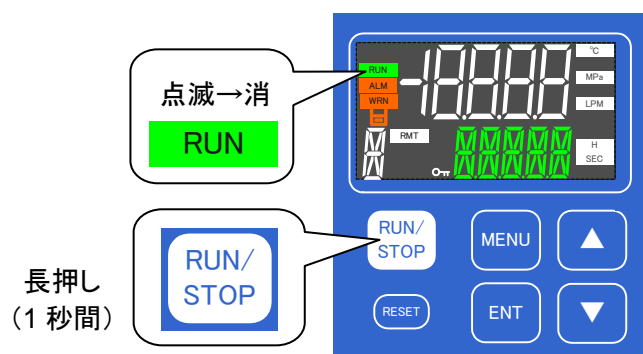 点滅→消
RUN
RUN
ALM
WRN
RMT
℃
MPa
LPM
H
SEC
長押し
（1 秒間）
RUN/
STOP
RUN/
STOP
MENU
RESET
ENT